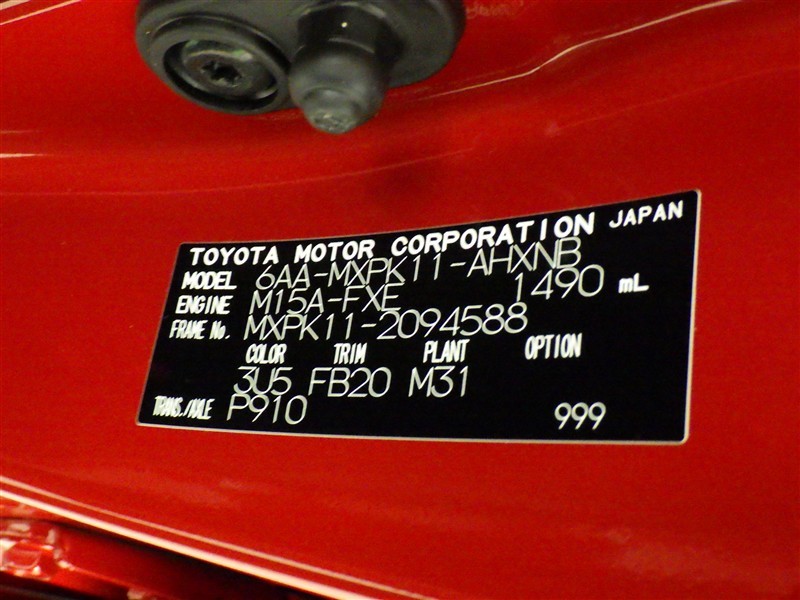 TOYOTA MOTOR CORPORATION JAPAN
MODEL 6AA-MXPK11-AHXNB
ENGINE M15A-FXE 1490 mL
FRAME No. MXPK11-2094588
COLOR TRIM PLANT OPTION
3U5 FB20 M31
TRANS./AXLE P910 999